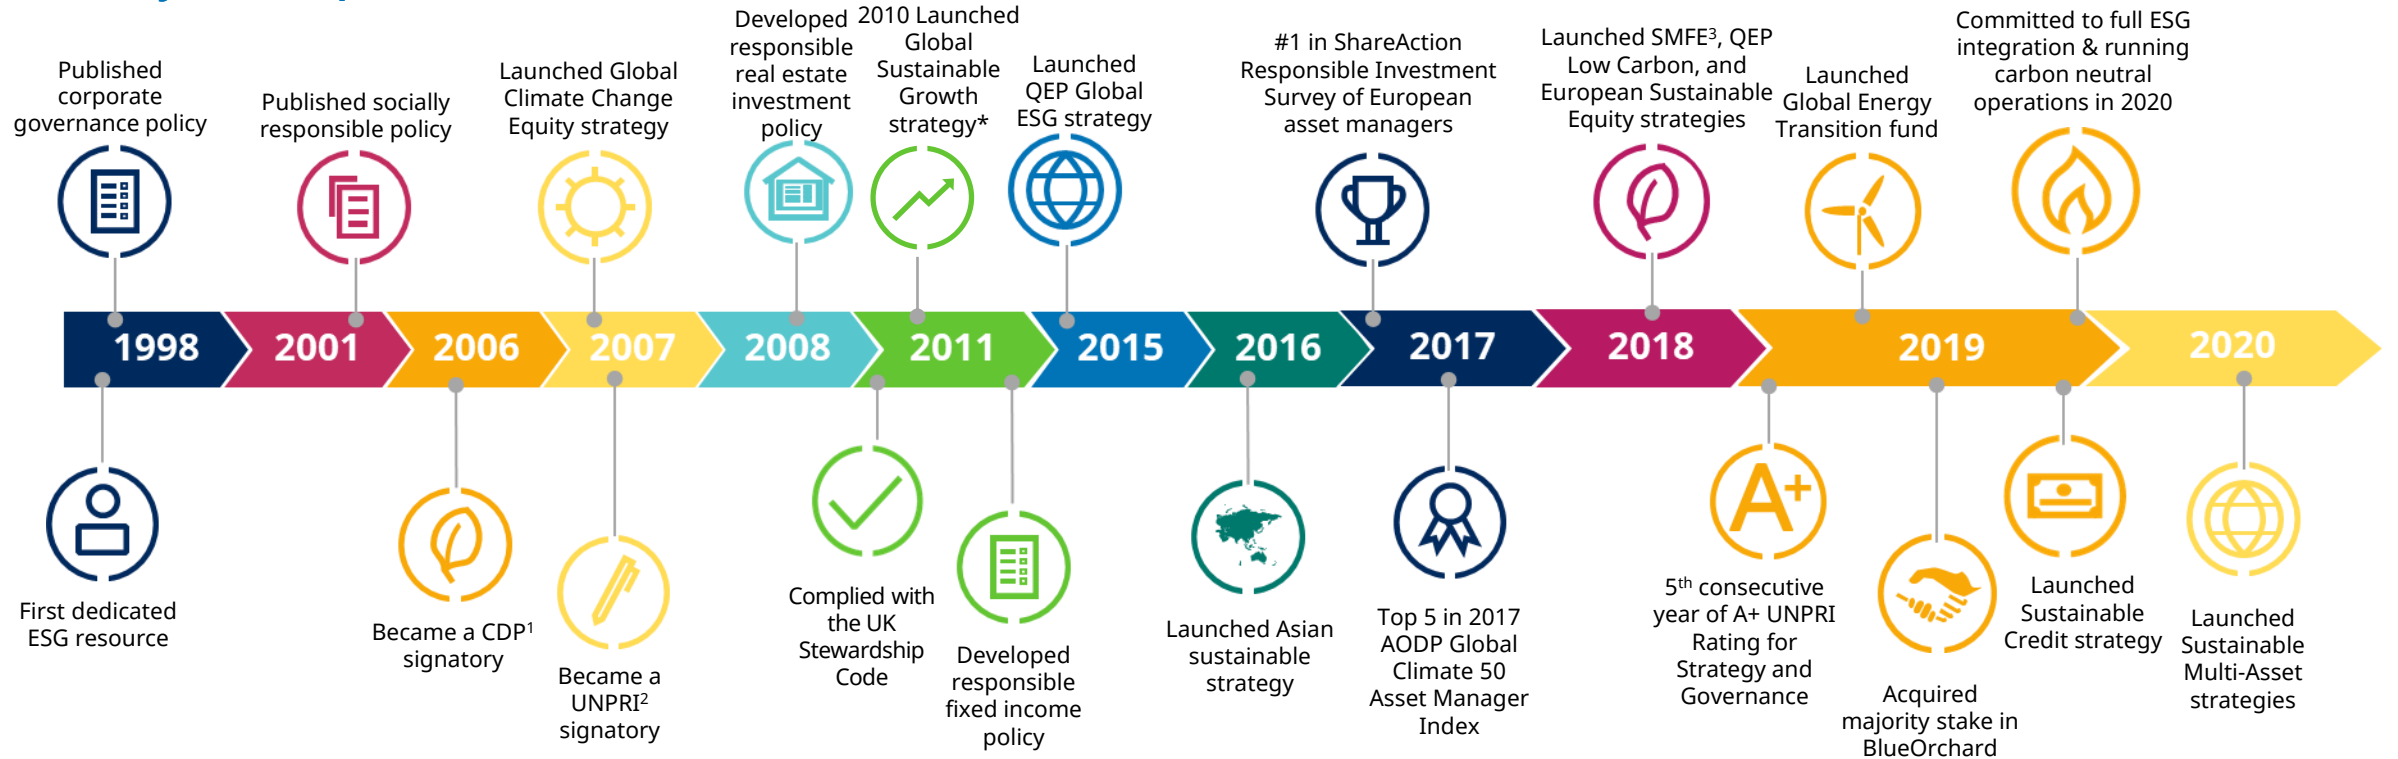 Published
corporate
governance policy
Published socially
responsible policy
Launched Global
Climate Change
Equity strategy
Developed
responsible
real estate
investment
policy
2010 Launched
Global
Sustainable
Growth
strategy*
Launched
QEP Global
ESG strategy
#1 in ShareAction
Responsible Investment
Survey of European
asset managers
Launched SMFE³, QEP
Low Carbon, and
European Sustainable
Equity strategies
Launched
Global Energy
Transition fund
Committed to full ESG
integration & running
carbon neutral
operations in 2020
1998
2001
2006
2007
2008
2011
2015
2016
2017
2018
2019
2020
First dedicated
ESG resource
Became a CDP¹
signatory
Became a
UNPRI²
signatory
Complied with
the UK
Stewardship
Code
Developed
responsible
fixed income
policy
Launched Asian
sustainable
strategy
Top 5 in 2017
AODP Global
Climate 50
Asset Manager
Index
A+
5th consecutive
year of A+ UNPRI
Rating for
Strategy and
Governance
Acquired
majority stake in
BlueOrchard
Launched
Sustainable
Credit strategy
Launched
Sustainable
Multi-Asset
strategies